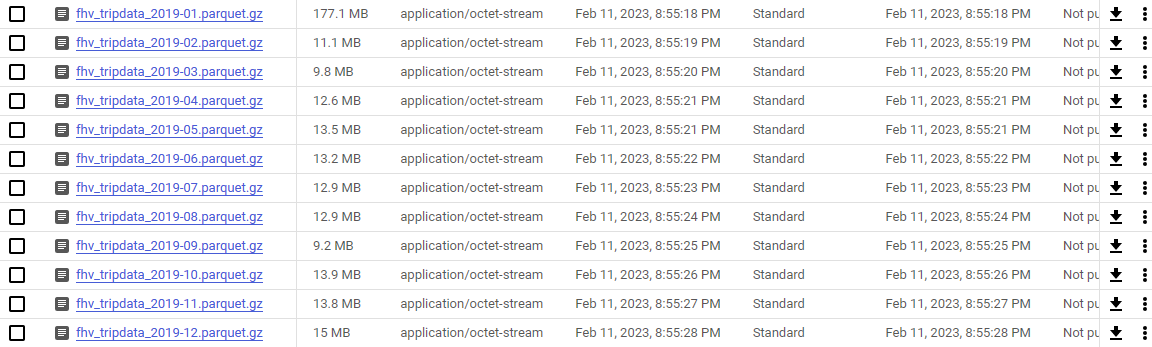 fhv_tripdata_2019-01.parquet.gz 177.1 MB application/octet-stream Feb 11, 2023, 8:55:18 PM Standard Feb 11, 2023, 8:55:18 PM Not pu
fhv_tripdata_2019-02.parquet.gz 11.1 MB application/octet-stream Feb 11, 2023, 8:55:19 PM Standard Feb 11, 2023, 8:55:19 PM Not pu
fhv_tripdata_2019-03.parquet.gz 9.8 MB application/octet-stream Feb 11, 2023, 8:55:20 PM Standard Feb 11, 2023, 8:55:20 PM Not pu
fhv_tripdata_2019-04.parquet.gz 12.6 MB application/octet-stream Feb 11, 2023, 8:55:21 PM Standard Feb 11, 2023, 8:55:21 PM Not pu
fhv_tripdata_2019-05.parquet.gz 13.5 MB application/octet-stream Feb 11, 2023, 8:55:21 PM Standard Feb 11, 2023, 8:55:21 PM Not pu
fhv_tripdata_2019-06.parquet.gz 13.2 MB application/octet-stream Feb 11, 2023, 8:55:22 PM Standard Feb 11, 2023, 8:55:22 PM Not pu
fhv_tripdata_2019-07.parquet.gz 12.9 MB application/octet-stream Feb 11, 2023, 8:55:23 PM Standard Feb 11, 2023, 8:55:23 PM Not pu
fhv_tripdata_2019-08.parquet.gz 12.9 MB application/octet-stream Feb 11, 2023, 8:55:24 PM Standard Feb 11, 2023, 8:55:24 PM Not pu
fhv_tripdata_2019-09.parquet.gz 9.2 MB application/octet-stream Feb 11, 2023, 8:55:25 PM Standard Feb 11, 2023, 8:55:25 PM Not pu
fhv_tripdata_2019-10.parquet.gz 13.9 MB application/octet-stream Feb 11, 2023, 8:55:26 PM Standard Feb 11, 2023, 8:55:26 PM Not pu
fhv_tripdata_2019-11.parquet.gz 13.8 MB application/octet-stream Feb 11, 2023, 8:55:27 PM Standard Feb 11, 2023, 8:55:27 PM Not pu
fhv_tripdata_2019-12.parquet.gz 15 MB application/octet-stream Feb 11, 2023, 8:55:28 PM Standard Feb 11, 2023, 8:55:28 PM Not pu